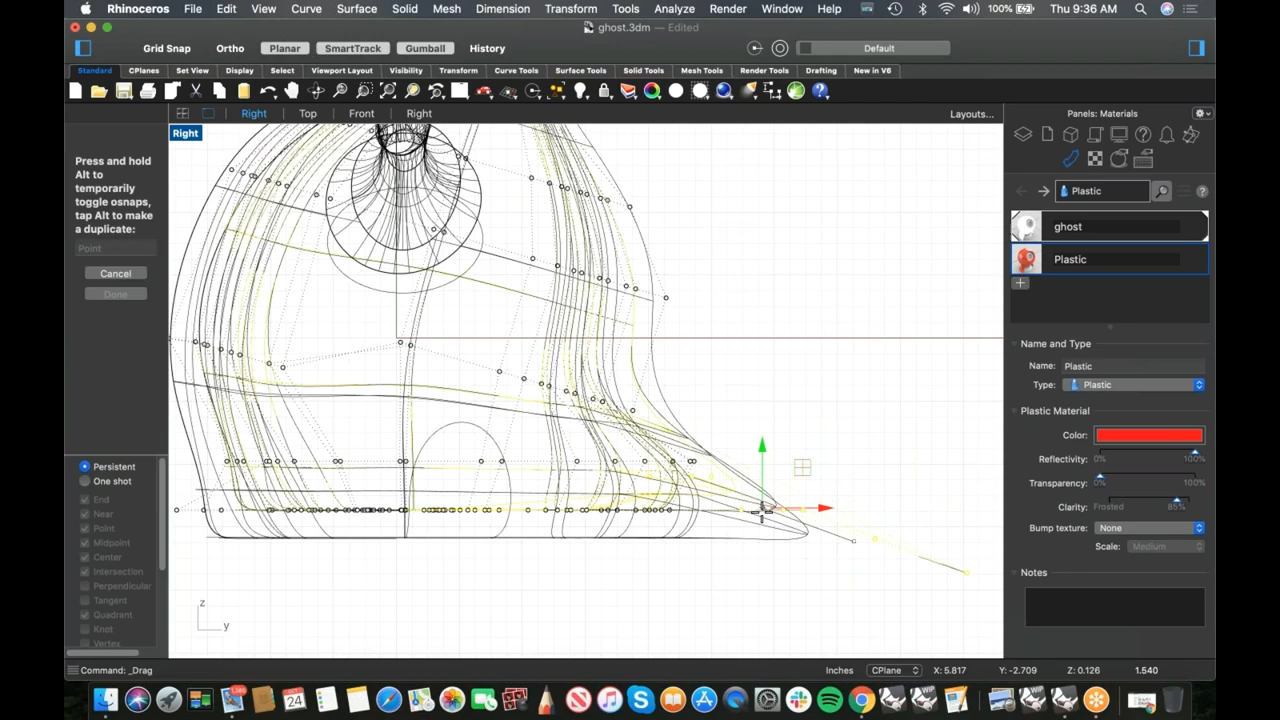 Rhinoceros File Edit View Curve Surface Solid Mesh Dimension Transform Tools Analyze Render Window Help 100% Thu 9:36 AM
ghost.3dm — Edited
Grid Snap Ortho Planar SmartTrack Gumball History Default
Standard CPlanes Set View Display Select Viewport Layout Visibility Transform Curve Tools Surface Tools Solid Tools Mesh Tools Render Tools Drafting New in V6
Right Top Front Right Layouts... Panels: Materials
Right
Press and hold
Alt to
temporarily
toggle osnaps,
tap Alt to make
a duplicate:
Point
Cancel
Done
Persistent
One shot
End
Near
Point
Midpoint
Center
Intersection
Perpendicular
Tangent
Quadrant
Knot
Vertex
z
y
Plastic
ghost
Plastic
Name and Type
Name: Plastic
Type: Plastic
Plastic Material
Color:
Reflectivity: 0% 100%
Transparency: 0% 100%
Clarity: Frosted 85%
Bump texture: None
Scale: Medium
Notes
Command: _Drag Inches CPlane X: 5.817 Y: -2.709 Z: 0.126 1.540
24
WIP
WIP